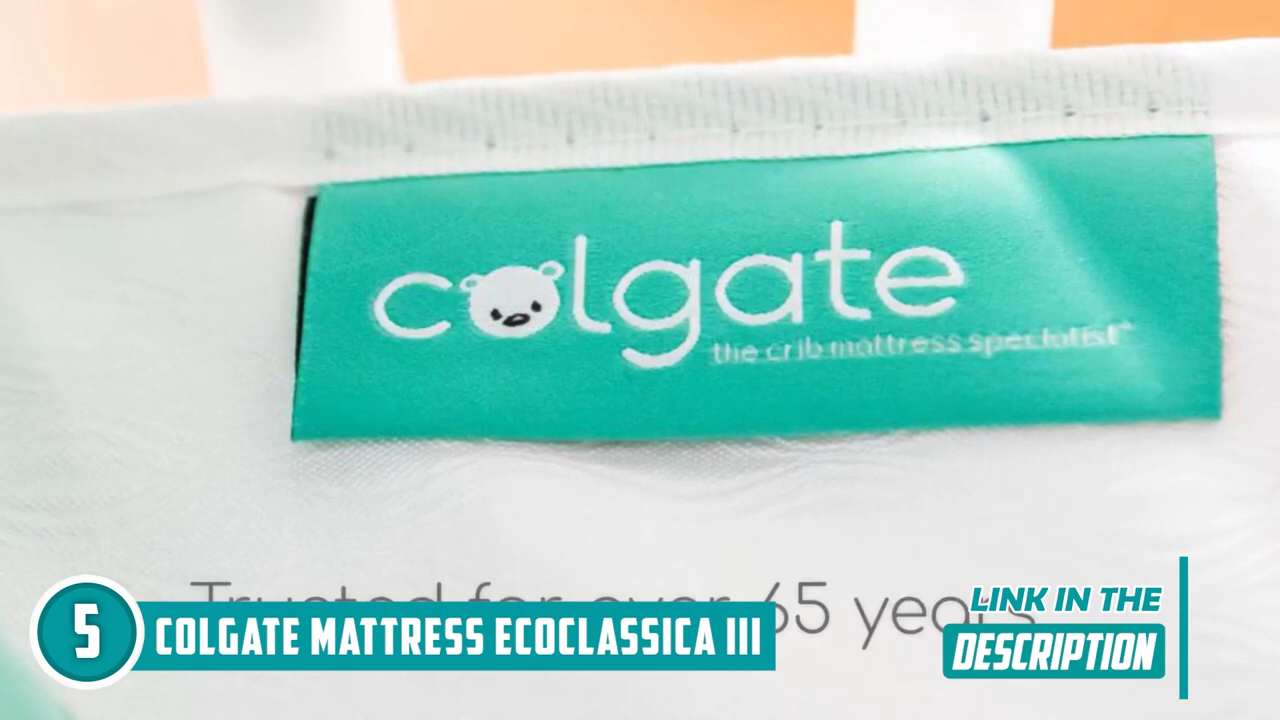 colgate
the crib mattress specialist
Trusted for over 65 years
5
COLGATE MATTRESS ECOCLASSICA III
LINK IN THE
DESCRIPTION